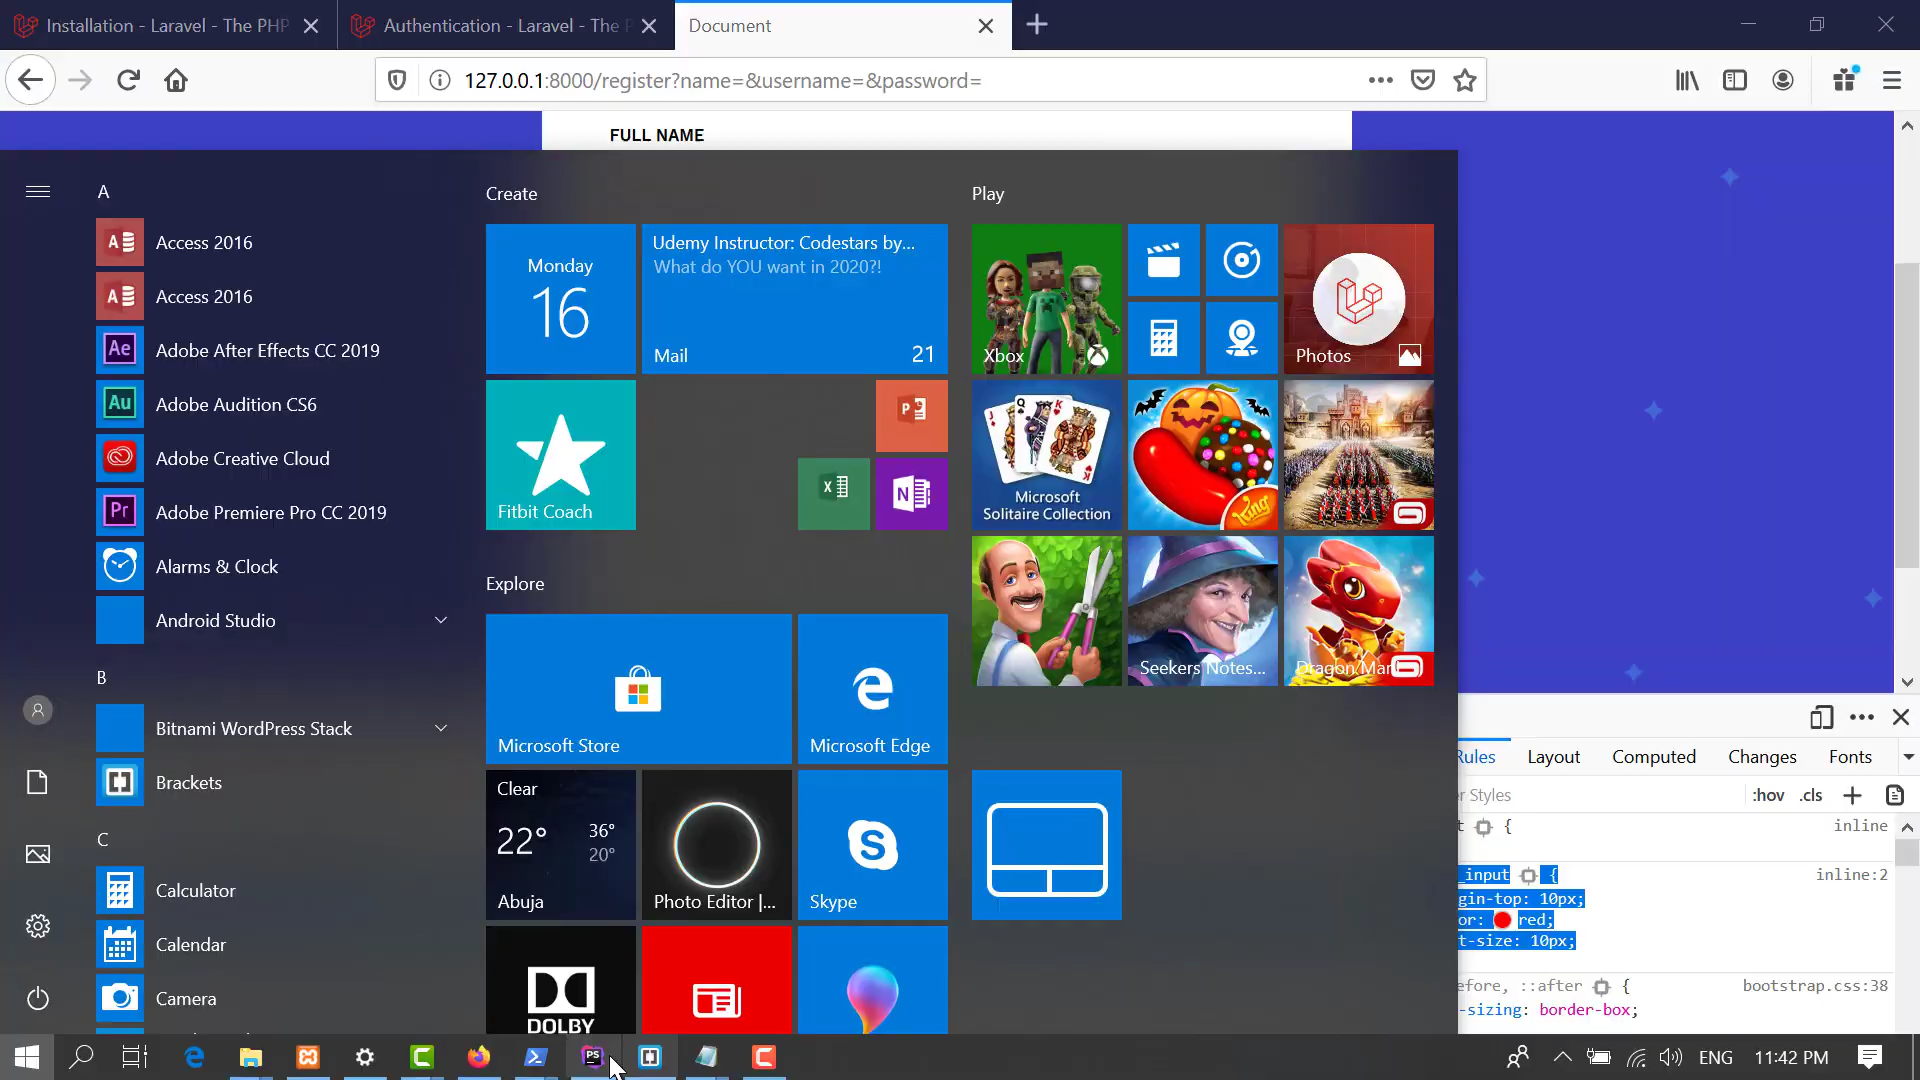 Installation - Laravel - The PHP
Authentication - Laravel - The P
Document
127.0.0.1:8000/register?name=&username=&password=
FULL NAME
A
Access 2016
Access 2016
Adobe After Effects CC 2019
Adobe Audition CS6
Adobe Creative Cloud
Adobe Premiere Pro CC 2019
Alarms & Clock
Android Studio
B
Bitnami WordPress Stack
Brackets
C
Calculator
Calendar
Camera
Create
Monday
16
Udemy Instructor: Codestars by...
What do YOU want in 2020?!
Mail
21
Fitbit Coach
Explore
Microsoft Store
Microsoft Edge
Clear
22°
36°
20°
Abuja
Photo Editor |...
Skype
DOLBY
Play
Xbox
Photos
Microsoft
Solitaire Collection
King
Seekers Notes...
Dragon Man
Rules
Layout
Computed
Changes
Fonts
r Styles
:hov
.cls
t {
inline
_input {
inline:2
gin-top: 10px;
or: red;
t-size: 10px;
efore, ::after {
bootstrap.css:38
-sizing: border-box;
ENG
11:42 PM